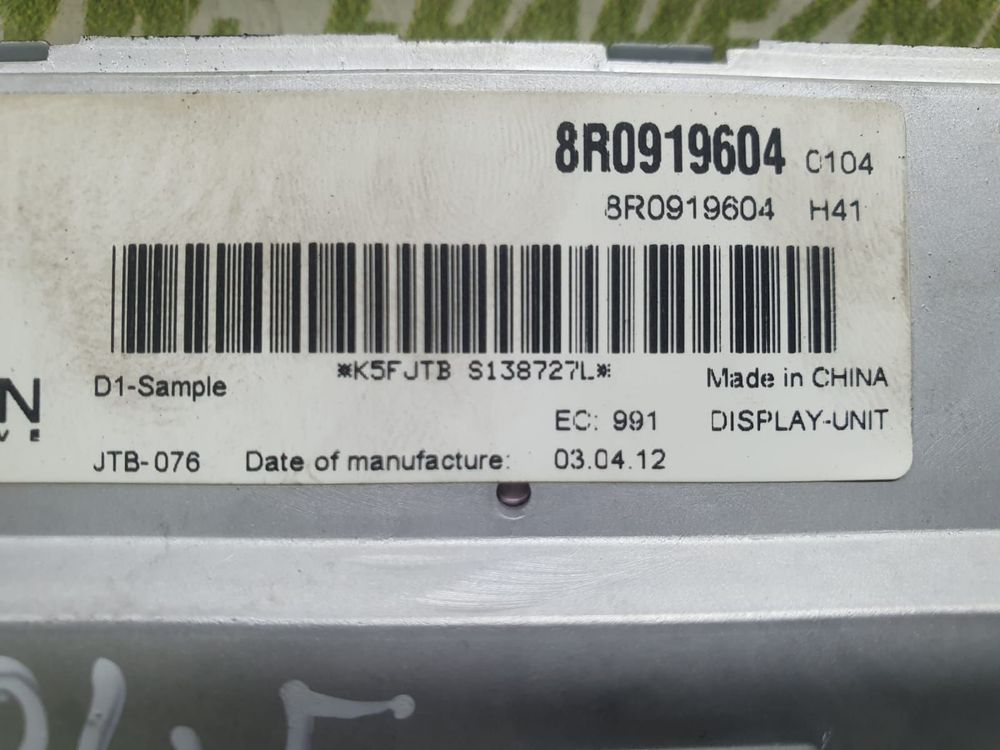 8R0919604 C104
8R0919604 H41
*K5FJTB S138727L*
D1-Sample
Made in CHINA
N
V E
EC: 991 DISPLAY-UNIT
JTB-076 Date of manufacture: 03.04.12